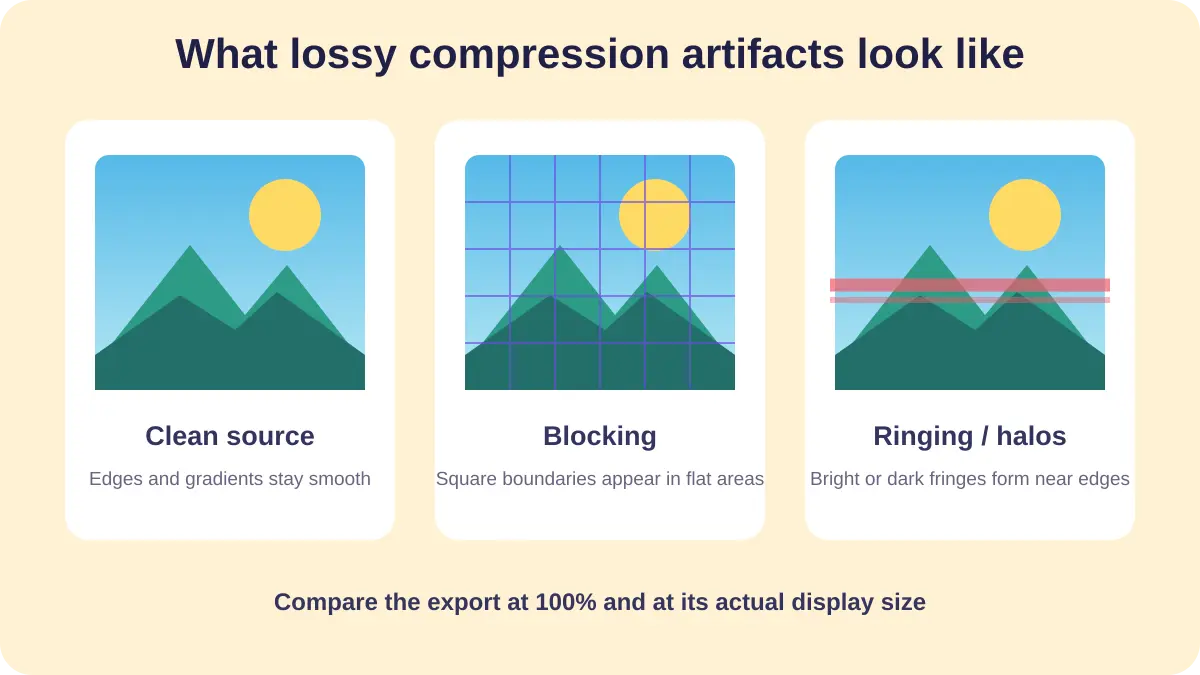 What lossy compression artifacts look like
Clean source
Edges and gradients stay smooth
Blocking
Square boundaries appear in flat areas
Ringing / halos
Bright or dark fringes form near edges
Compare the export at 100% and at its actual display size